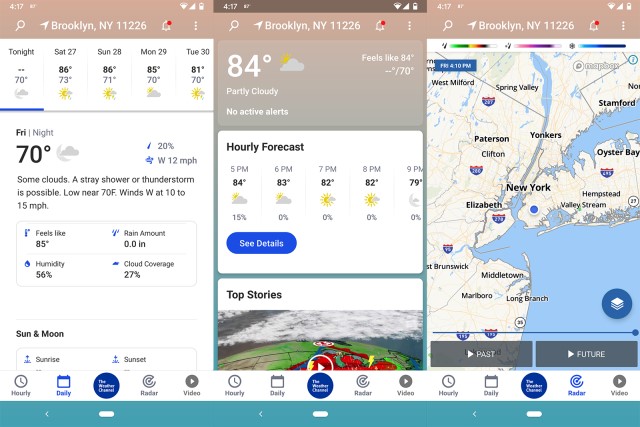 4:17
87°
Brooklyn, NY 11226
Tonight
Sat 27
Sun 28
Mon 29
Tue 30
--
86°
86°
85°
81°
70°
73°
71°
70°
70°
Fri | Night
70°
20%
W 12 mph
Some clouds. A stray shower or thunderstorm
is possible. Low near 70F. Winds W at 10 to
15 mph.
Feels like
85°
Rain Amount
0.0 in
Humidity
56%
Cloud Coverage
27%
Sun & Moon
Sunrise
Sunset
Hourly
Daily
The Weather Channel
Radar
Video
4:16
87°
Brooklyn, NY 11226
84°
Feels like 84°
--°/70°
Partly Cloudy
No active alerts
Hourly Forecast
5 PM
6 PM
7 PM
8 PM
9 PM
84°
83°
82°
82°
79°
15%
0%
0%
0%
0%
See Details
Top Stories
Hourly
Daily
The Weather Channel
Radar
Video
4:17
87°
Brooklyn, NY 11226
FRI 4:10 PM
mapbox
West Milford
Spring Valley
Stamford
Paterson
Yonkers
Clifton
Oyster Bay
New York
Hempstead
Elizabeth
Valley Stream
27
Middletown
Marlboro
Long Branch
35
PAST
FUTURE
Hourly
Daily
The Weather Channel
Radar
Video